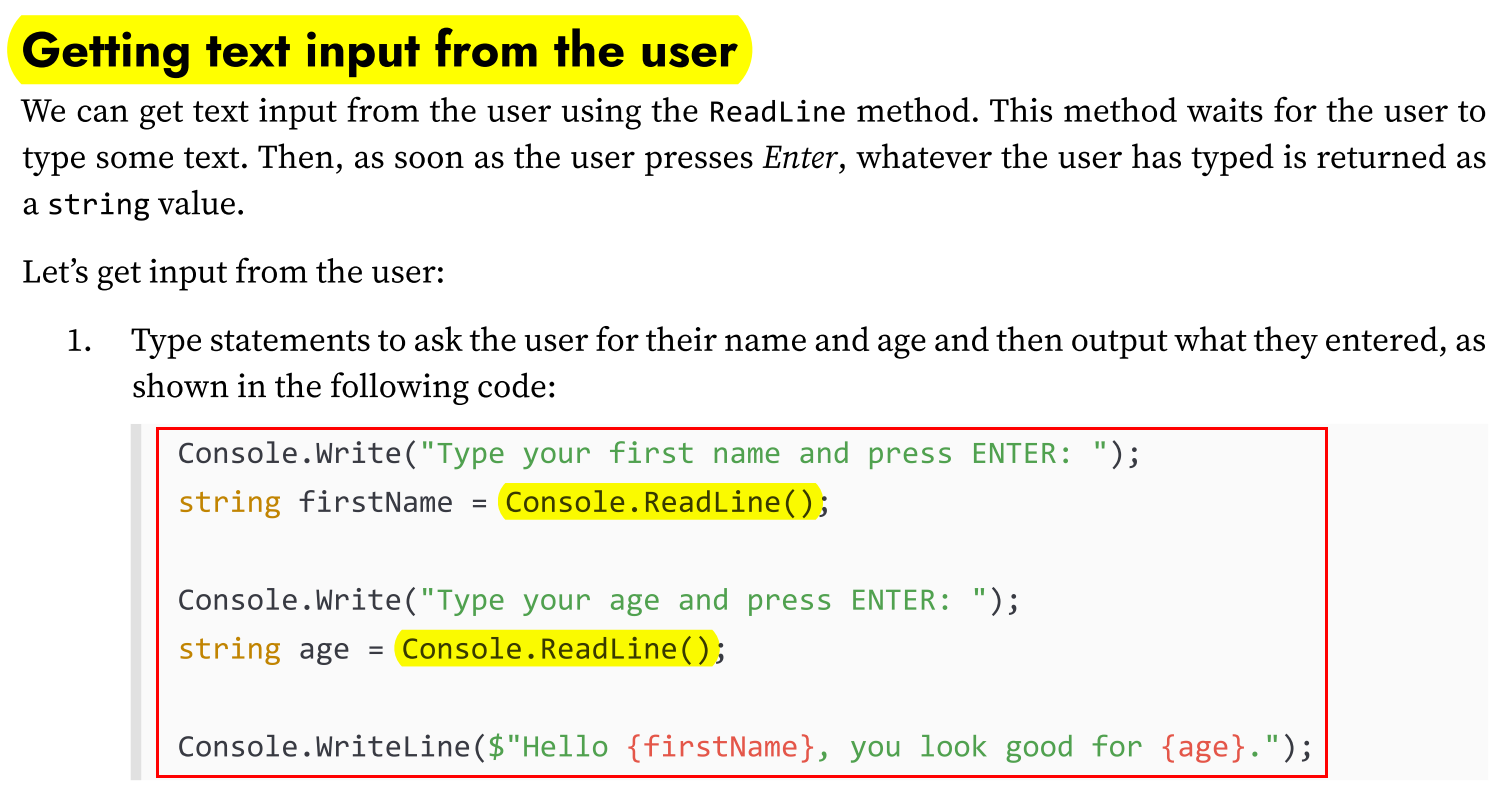 Getting text input from the user
We can get text input from the user using the ReadLine method. This method waits for the user to
type some text. Then, as soon as the user presses Enter, whatever the user has typed is returned as
a string value.
Let’s get input from the user:
1. Type statements to ask the user for their name and age and then output what they entered, as
shown in the following code:
Console.Write("Type your first name and press ENTER: ");
string firstName = Console.ReadLine();
Console.Write("Type your age and press ENTER: ");
string age = Console.ReadLine();
Console.WriteLine($"Hello {firstName}, you look good for {age}.");